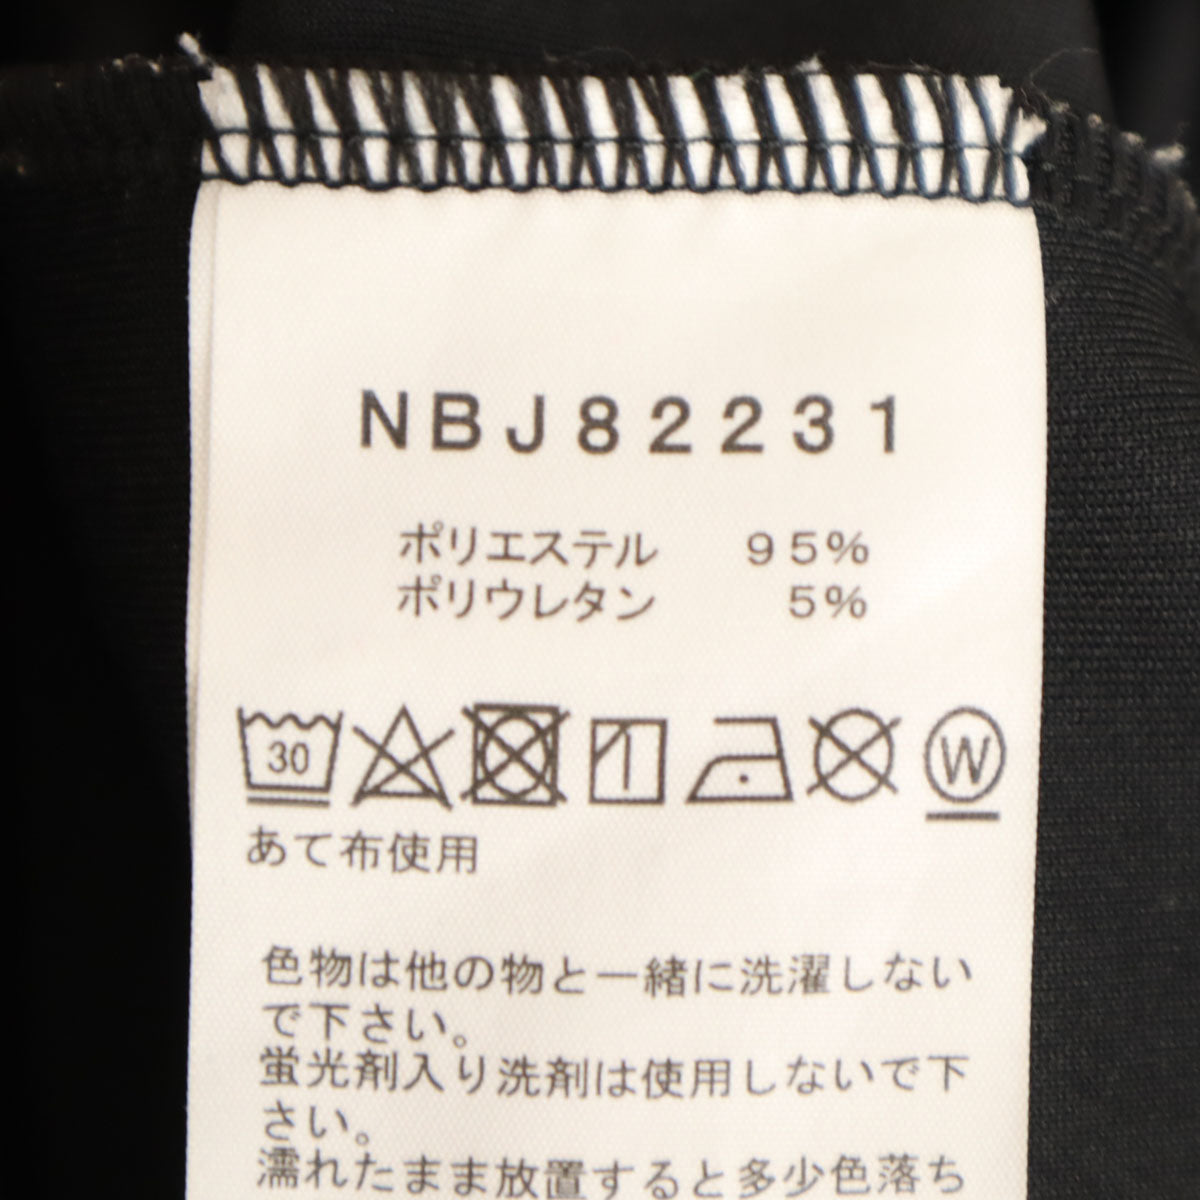 NBJ82231
ポリエステル 95%
ポリウレタン 5%
30 W
あて布使用
色物は他の物と一緒に洗濯しない
で下さい。
蛍光剤入り洗剤は使用しないで下
さい。
濡れたまま放置すると多少色落ち